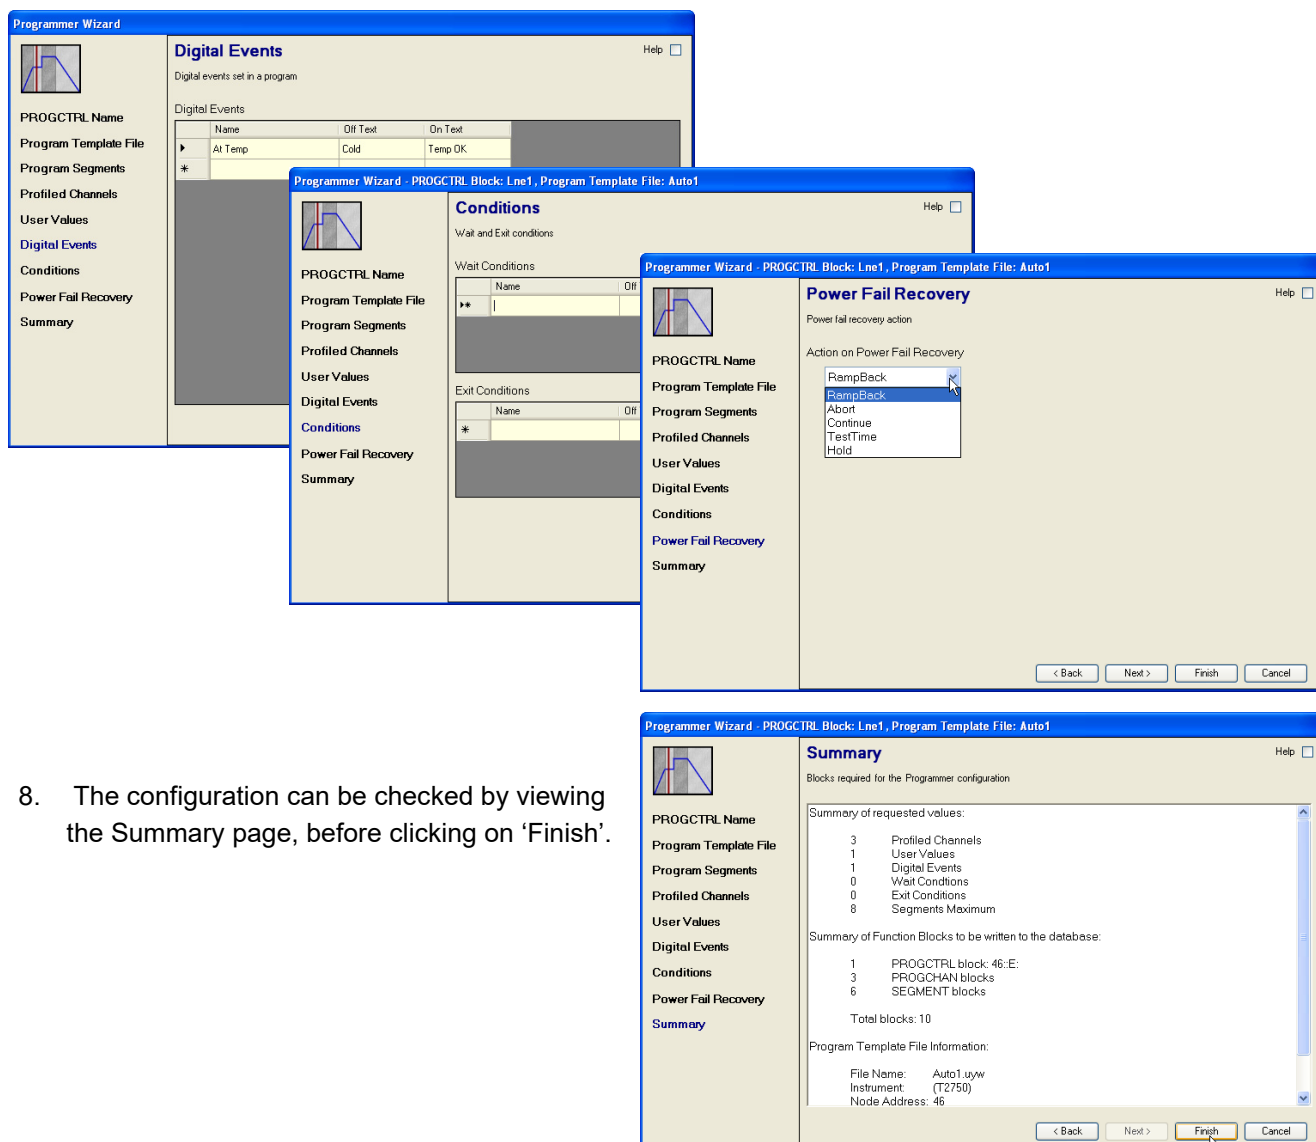 Programmer Wizard
Digital Events
Help
Digital events set in a program
PROGCTRL Name
Program Template File
Program Segments
Profiled Channels
User Values
Digital Events
Conditions
Power Fail Recovery
Summary
Digital Events
Name Off Text On Text
At Temp Cold Temp OK
Programmer Wizard - PROGCTRL Block: Lne1, Program Template File: Auto1
Conditions
Help
Wait and Exit conditions
PROGCTRL Name
Program Template File
Program Segments
Profiled Channels
User Values
Digital Events
Conditions
Power Fail Recovery
Summary
Wait Conditions
Name Off
Exit Conditions
Name Off
Programmer Wizard - PROGCTRL Block: Lne1, Program Template File: Auto1
Power Fail Recovery
Help
Power fail recovery action
PROGCTRL Name
Program Template File
Program Segments
Profiled Channels
User Values
Digital Events
Conditions
Power Fail Recovery
Summary
Action on Power Fail Recovery
RampBack
RampBack
Abort
Continue
TestTime
Hold
< Back Next > Finish Cancel
8. The configuration can be checked by viewing
the Summary page, before clicking on ‘Finish’.
Programmer Wizard - PROGCTRL Block: Lne1, Program Template File: Auto1
Summary
Help
Blocks required for the Programmer configuration
PROGCTRL Name
Program Template File
Program Segments
Profiled Channels
User Values
Digital Events
Conditions
Power Fail Recovery
Summary
Summary of requested values:
3 Profiled Channels
1 User Values
1 Digital Events
0 Wait Condtions
0 Exit Conditions
8 Segments Maximum
Summary of Function Blocks to be written to the database:
1 PROGCTRL block: 46::E:
3 PROGCHAN blocks
6 SEGMENT blocks
Total blocks: 10
Program Template File Information:
File Name: Auto1.uyw
Instrument: (T2750)
Node Address: 46
< Back Next > Finish Cancel